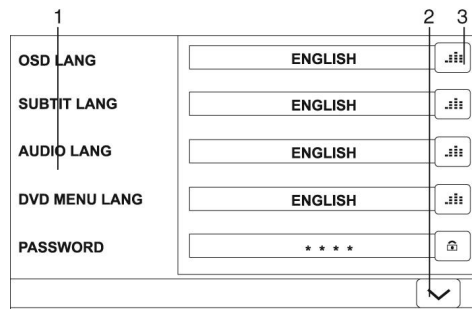 1 2 3
OSD LANG ENGLISH
SUBTIT LANG ENGLISH
AUDIO LANG ENGLISH
DVD MENU LANG ENGLISH
PASSWORD * * * *